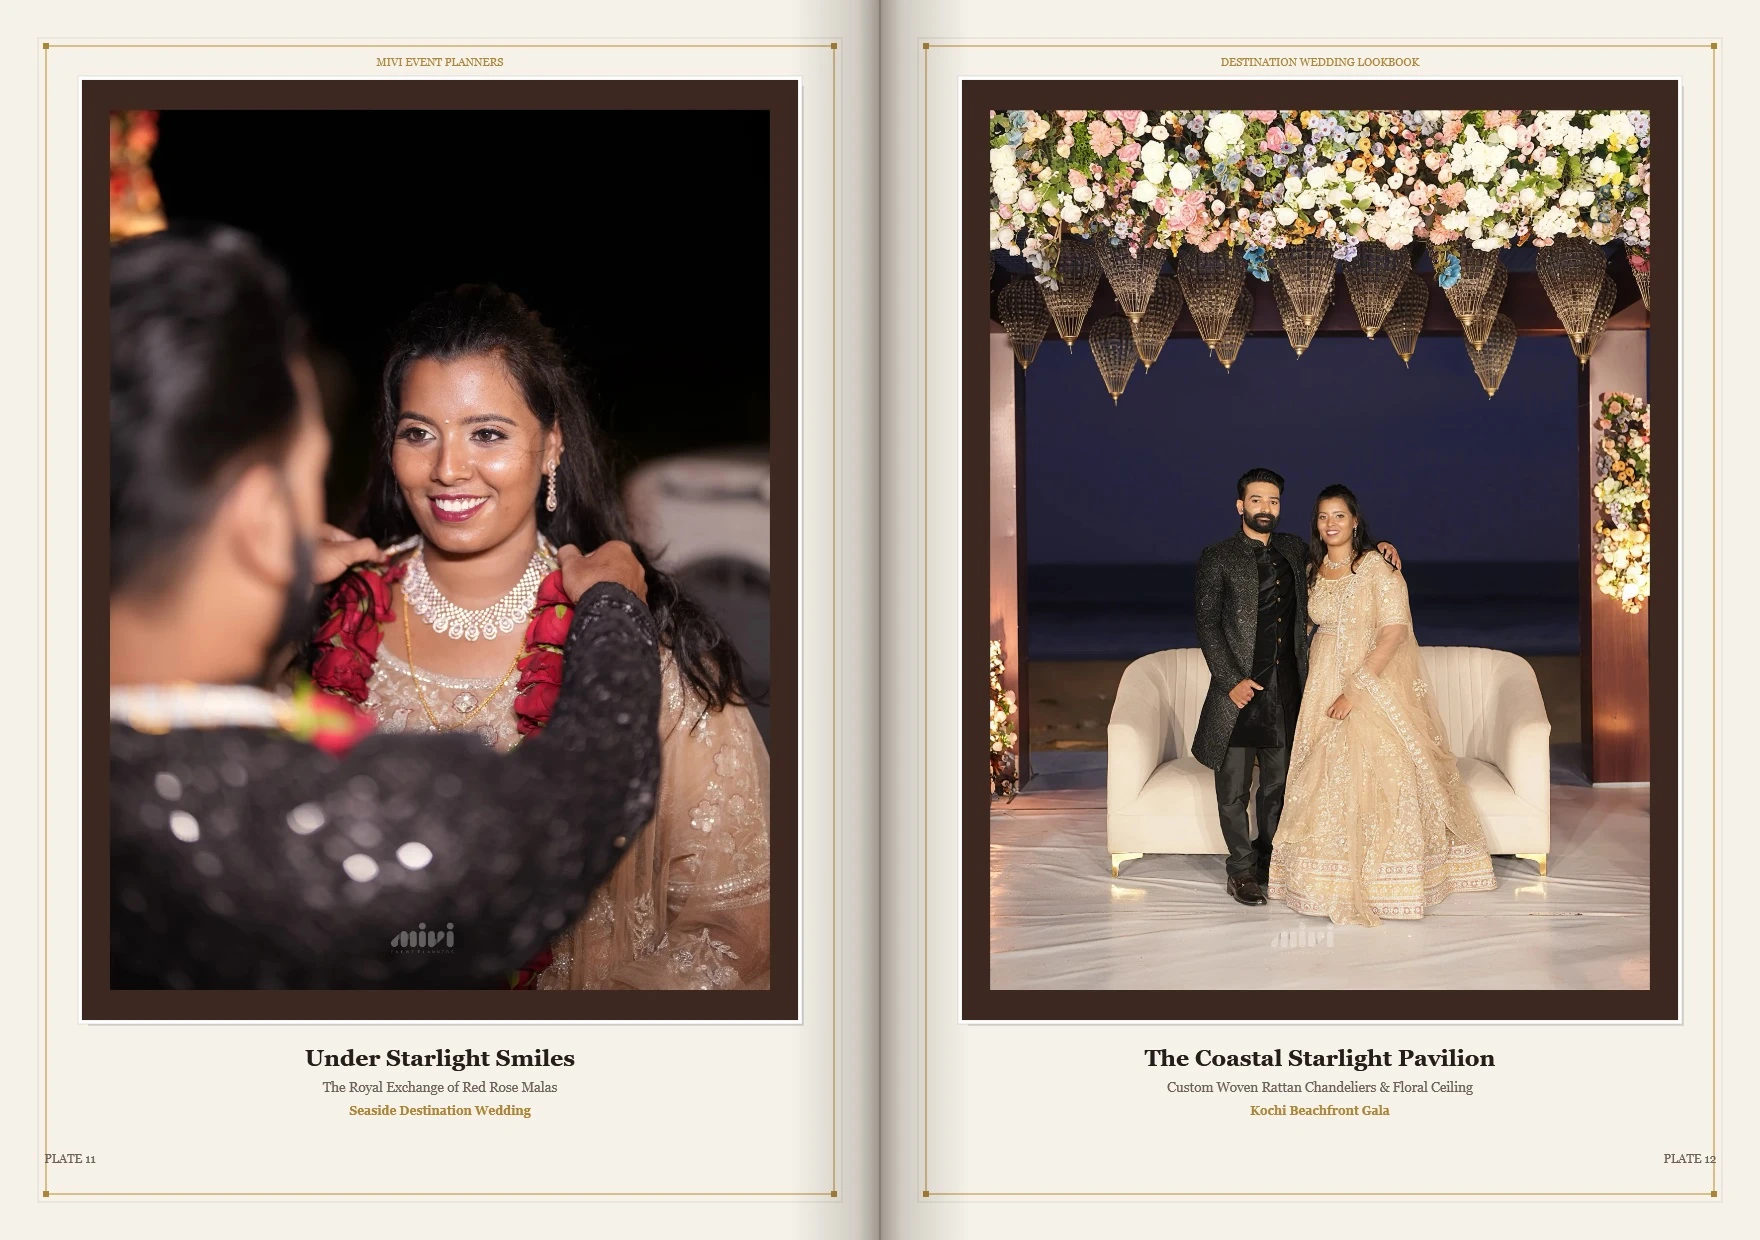 MIVI EVENT PLANNERS
mivi
Under Starlight Smiles
The Royal Exchange of Red Rose Malas
Seaside Destination Wedding
PLATE 11
DESTINATION WEDDING LOOKBOOK
mivi
The Coastal Starlight Pavilion
Custom Woven Rattan Chandeliers & Floral Ceiling
Kochi Beachfront Gala
PLATE 12